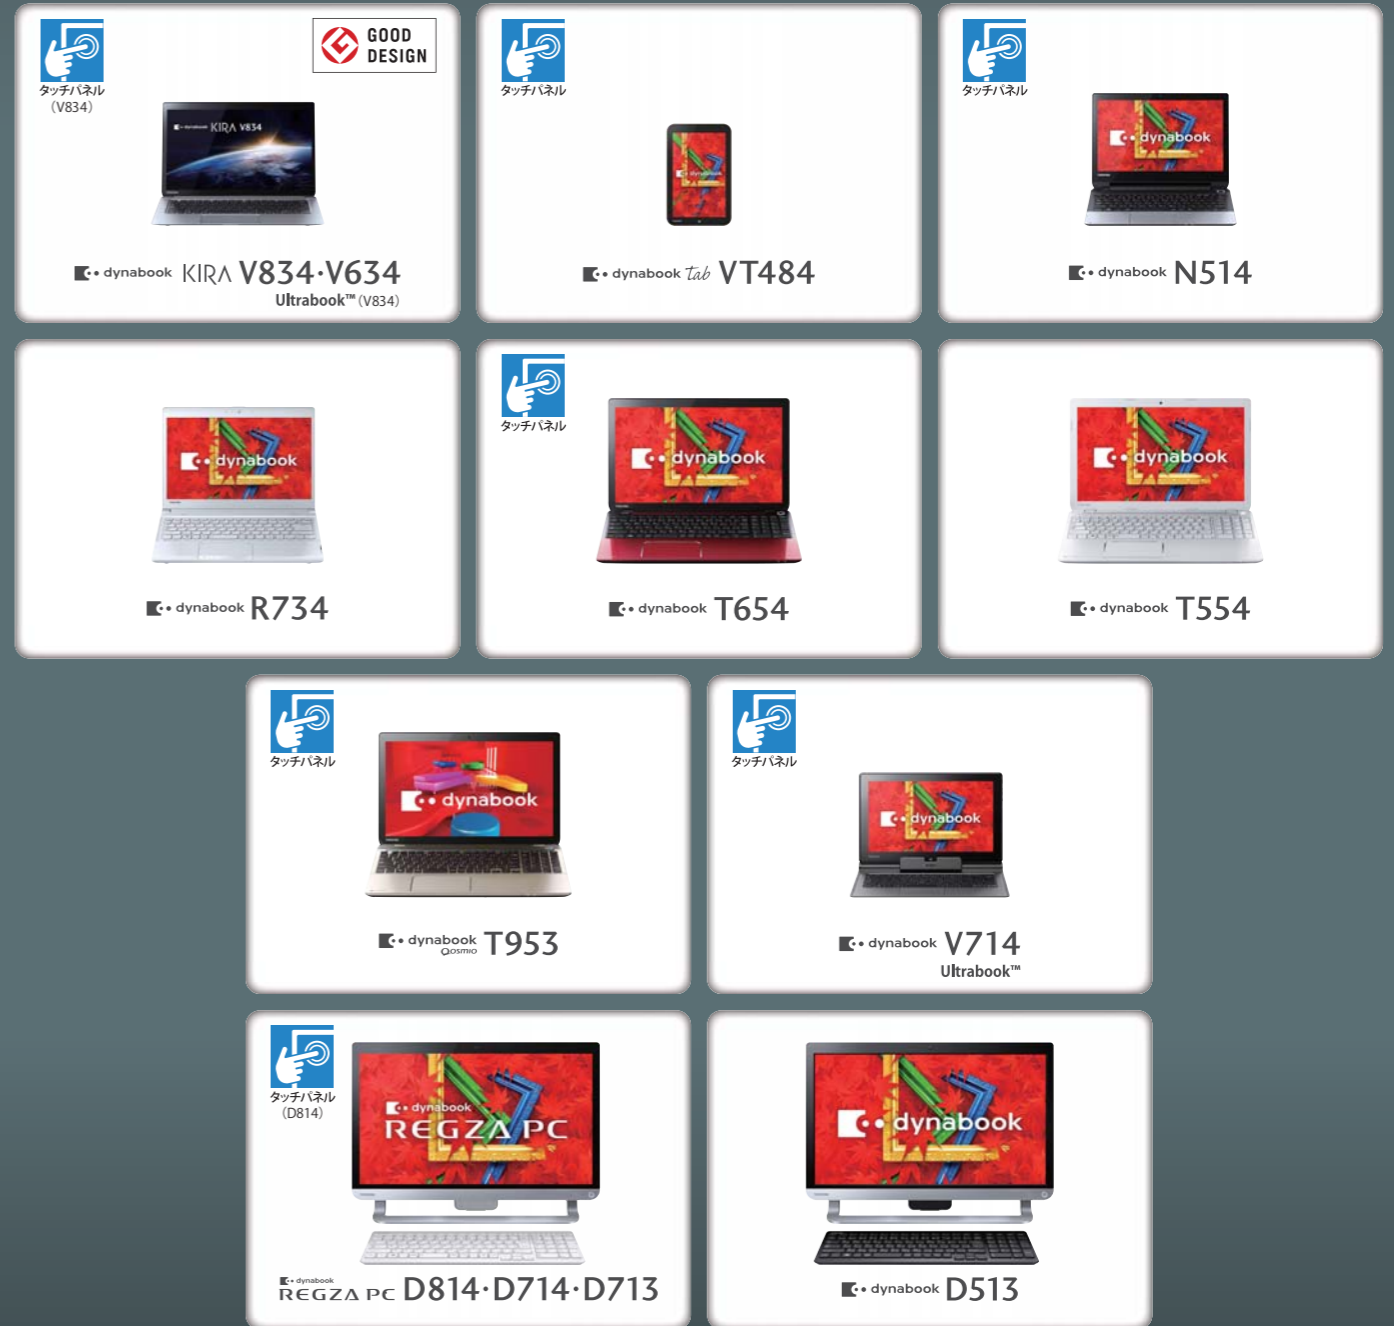 タッチパネル
（V834）
GOOD
DESIGN
dynabook KIRA V834
dynabook KIRA V834・V634
Ultrabook™（V834）
タッチパネル
dynabook
dynabook tab VT484
タッチパネル
dynabook
dynabook N514
dynabook
dynabook R734
タッチパネル
dynabook
dynabook T654
dynabook
dynabook T554
タッチパネル
dynabook
dynabook T953
QOSMIO
タッチパネル
dynabook
dynabook V714
Ultrabook™
タッチパネル
（D814）
dynabook
REGZA PC
dynabook
REGZA PC D814・D714・D713
dynabook
dynabook D513